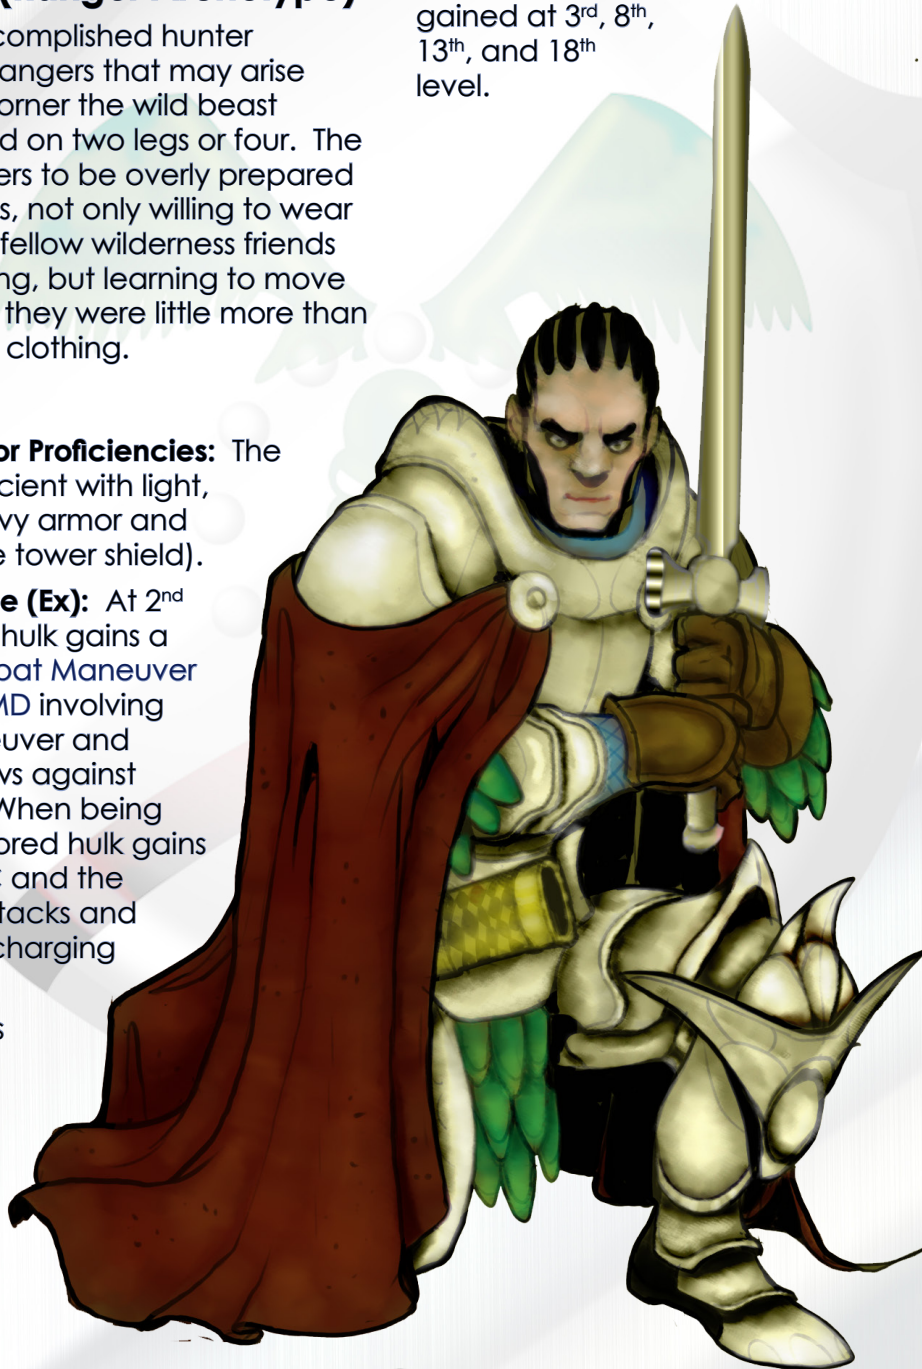 (Ranger Archetype)
complished hunter
angers that may arise
orner the wild beast
d on two legs or four. The
ers to be overly prepared
s, not only willing to wear
fellow wilderness friends
ng, but learning to move
they were little more than
clothing.
or Proficiencies: The
cient with light,
vy armor and
e tower shield).
e (Ex): At 2nd
hulk gains a
bat Maneuver
MD involving
euver and
ws against
When being
ored hulk gains
C and the
tacks and
charging
s
gained at 3rd, 8th,
13th, and 18th
level.